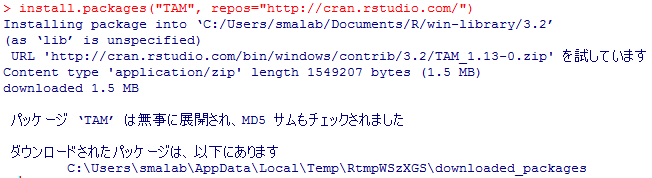 > install.packages("TAM", repos="http://cran.rstudio.com/")
Installing package into ‘C:/Users/smalab/Documents/R/win-library/3.2’
(as ‘lib’ is unspecified)
 URL 'http://cran.rstudio.com/bin/windows/contrib/3.2/TAM_1.13-0.zip' を試しています
Content type 'application/zip' length 1549207 bytes (1.5 MB)
downloaded 1.5 MB
パッケージ ‘TAM’ は無事に展開され、MD5 サムもチェックされました
ダウンロードされたパッケージは、以下にあります
        C:\Users\smalab\AppData\Local\Temp\RtmpWSzXGS\downloaded_packages